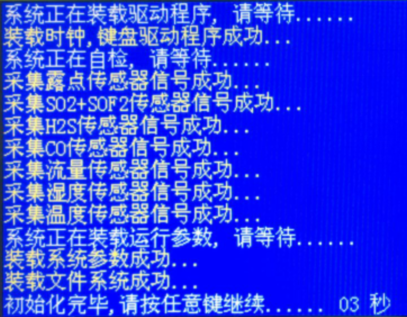 系统正在装载驱动程序, 请等待......
装载时钟,键盘驱动程序成功...
系统正在自检, 请等待......
采集露点传感器信号成功...
采集SO2+SOF2传感器信号成功...
采集H2S传感器信号成功...
采集CO传感器信号成功...
采集流量传感器信号成功...
采集湿度传感器信号成功...
采集温度传感器信号成功...
系统正在装载运行参数, 请等待......
装载系统参数成功...
装载文件系统成功...
初始化完毕,请按任意键继续...... 03 秒